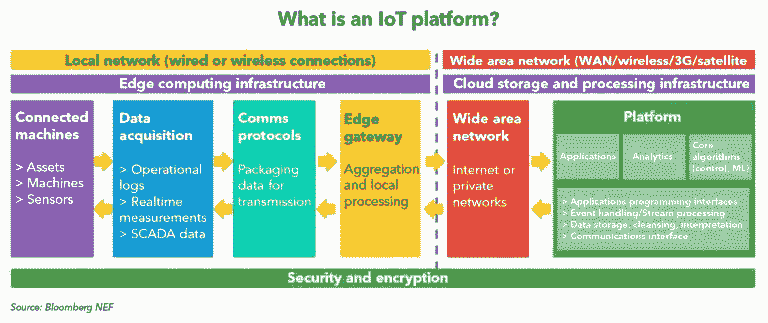 What is an IoT platform?
Local network (wired or wireless connections)
Wide area network (WAN/wireless/3G/satellite
Edge computing infrastructure
Cloud storage and processing infrastructure
Connected
machines
> Assets
> Machines
> Sensors
Data
acquisition
> Operational
logs
> Realtime
measurements
> SCADA data
Comms
protocols
Packaging
data for
transmission
Edge
gateway
Aggregation
and local
processing
Wide area
network
Internet or
private
networks
Platform
Applications
Analytics
Core
algorithms
(control, ML)
> Applications programming interfaces
> Event handling/Stream processing
> Data storage, cleansing, interpretation
> Communications interface
Security and encryption
Source: Bloomberg NEF